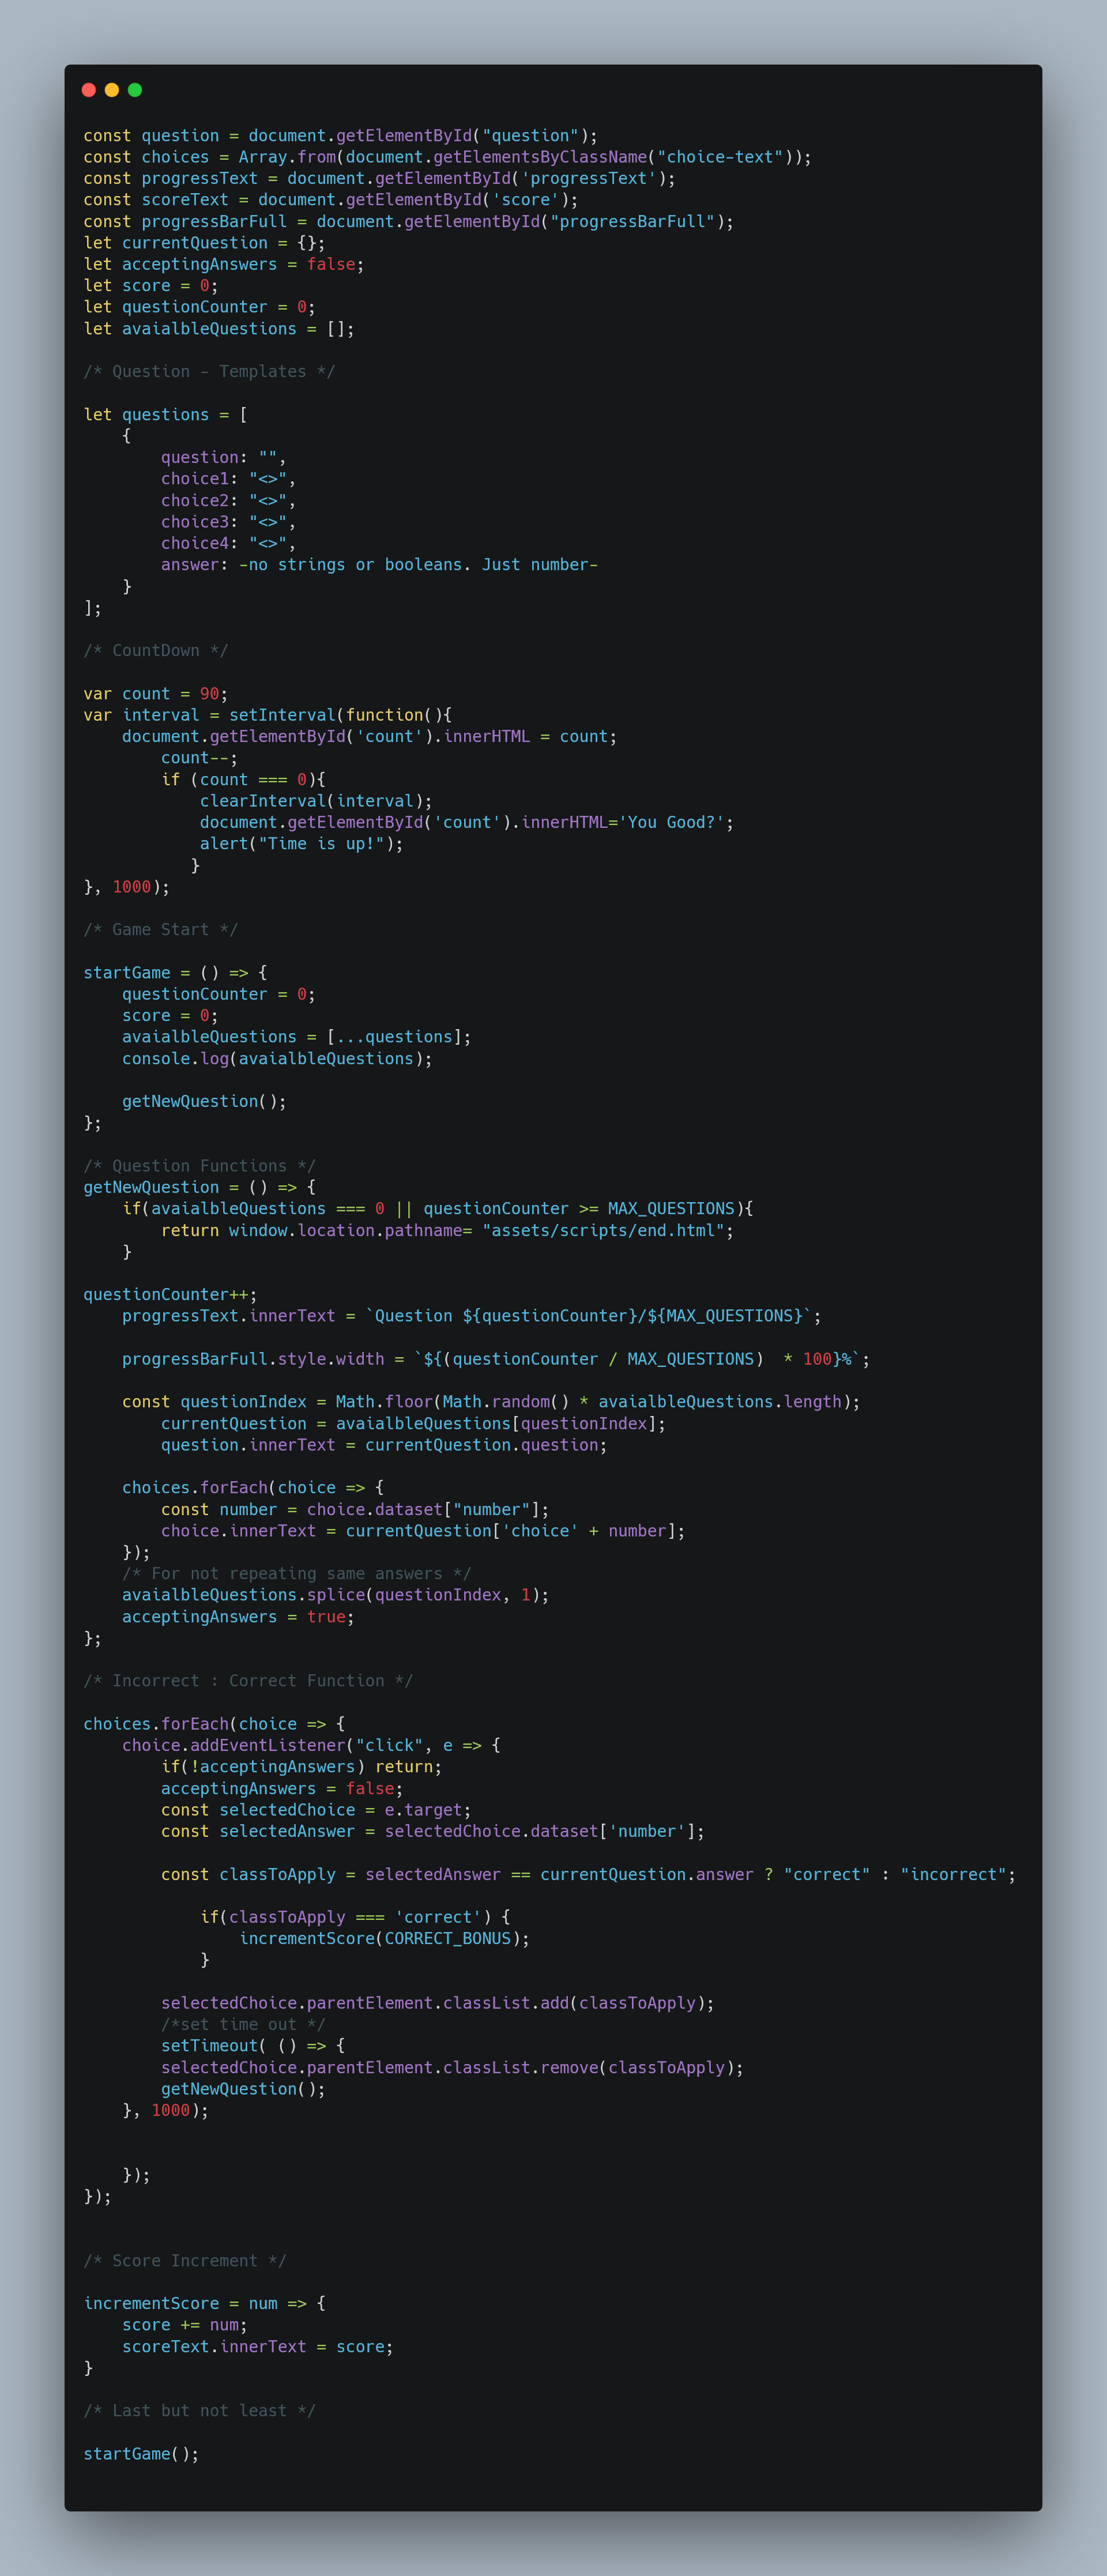 const question = document.getElementById("question");
const choices = Array.from(document.getElementsByClassName("choice-text"));
const progressText = document.getElementById('progressText');
const scoreText = document.getElementById('score');
const progressBarFull = document.getElementById("progressBarFull");
let currentQuestion = {};
let acceptingAnswers = false;
let score = 0;
let questionCounter = 0;
let avaialbleQuestions = [];

/* Question - Templates */

let questions = [
    {
        question: "",
        choice1: "<>",
        choice2: "<>",
        choice3: "<>",
        choice4: "<>",
        answer: -no strings or booleans. Just number-
    }
];

/* CountDown */

var count = 90;
var interval = setInterval(function(){
    document.getElementById('count').innerHTML = count;
        count--;
        if (count === 0){
            clearInterval(interval);
            document.getElementById('count').innerHTML='You Good?';
            alert("Time is up!");
           }
}, 1000);

/* Game Start */

startGame = () => {
    questionCounter = 0;
    score = 0;
    avaialbleQuestions = [...questions];
    console.log(avaialbleQuestions);

    getNewQuestion();
};

/* Question Functions */
getNewQuestion = () => {
    if(avaialbleQuestions === 0 || questionCounter >= MAX_QUESTIONS){
        return window.location.pathname= "assets/scripts/end.html";
    }

questionCounter++;
    progressText.innerText = `Question ${questionCounter}/${MAX_QUESTIONS}`;

    progressBarFull.style.width = `${(questionCounter / MAX_QUESTIONS)  * 100}%`;

    const questionIndex = Math.floor(Math.random() * avaialbleQuestions.length);
        currentQuestion = avaialbleQuestions[questionIndex];
        question.innerText = currentQuestion.question;

    choices.forEach(choice => {
        const number = choice.dataset["number"];
        choice.innerText = currentQuestion['choice' + number];
    });
    /* For not repeating same answers */
    avaialbleQuestions.splice(questionIndex, 1);
    acceptingAnswers = true;
};

/* Incorrect : Correct Function */

choices.forEach(choice => {
    choice.addEventListener("click", e => {
        if(!acceptingAnswers) return;
        acceptingAnswers = false;
        const selectedChoice = e.target;
        const selectedAnswer = selectedChoice.dataset['number'];

        const classToApply = selectedAnswer == currentQuestion.answer ? "correct" : "incorrect";

            if(classToApply === 'correct') {
                incrementScore(CORRECT_BONUS);
            }

        selectedChoice.parentElement.classList.add(classToApply);
        /*set time out */
        setTimeout( () => {
        selectedChoice.parentElement.classList.remove(classToApply);
        getNewQuestion();
    }, 1000);


    });
});


/* Score Increment */

incrementScore = num => {
    score += num;
    scoreText.innerText = score;
}

/* Last but not least */

startGame();